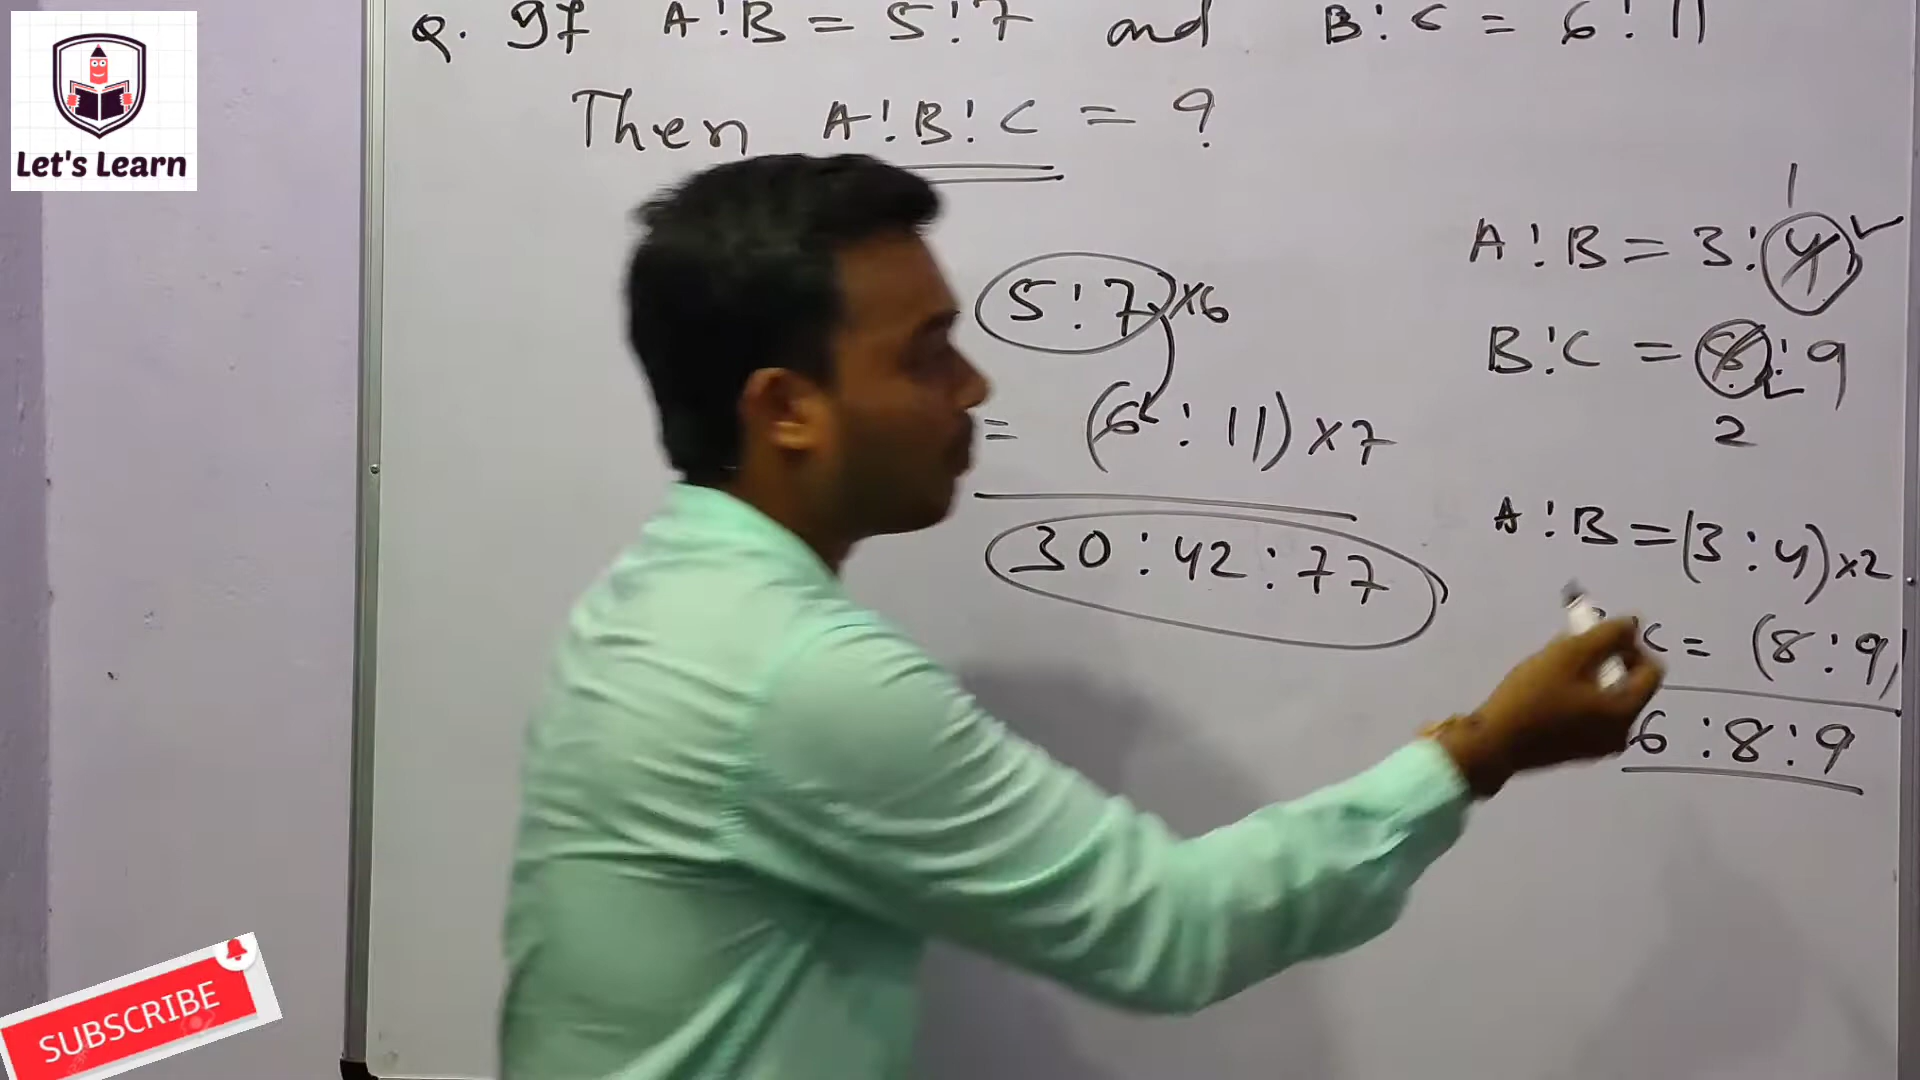 Let's Learn
Q. If A:B = 5:7 and B:C = 6:11
Then A:B:C = ?
5:7 ×6
= (6:11) ×7
30:42:77
1
A:B = 3:4
B:C = 8:9
2
A:B = (3:4) ×2
C = (8:9)
6:8:9
SUBSCRIBE